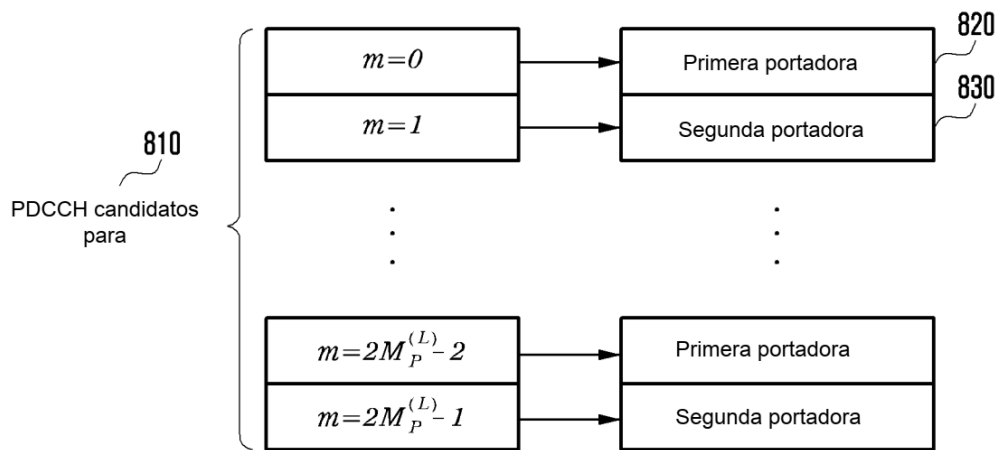 820
m=0
Primera portadora
830
m=1
Segunda portadora
810
PDCCH candidatos
para
m=2M_P^{(L)}-2
Primera portadora
m=2M_P^{(L)}-1
Segunda portadora